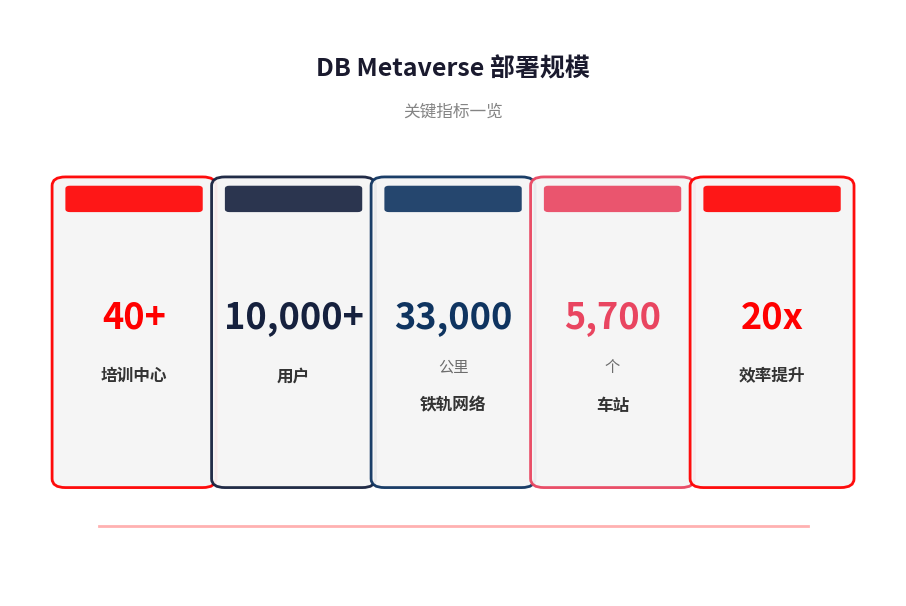 DB Metaverse 部署规模
关键指标一览
40+
培训中心
10,000+
用户
33,000
公里
铁轨网络
5,700
个
车站
20x
效率提升